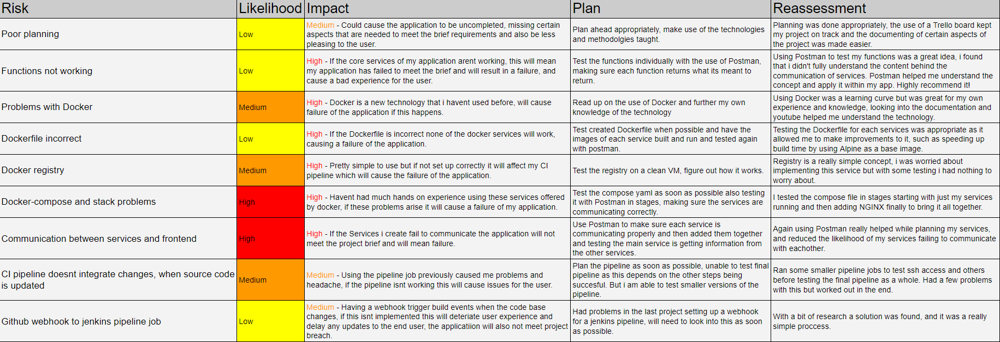 Risk
Likelihood
Impact
Plan
Reassessment
Poor planning
Low
Medium - Could cause the application to be uncompleted, missing certain
aspects that are needed to meet the brief requirements and also be less
pleasing to the user.
Plan ahead appropriately, make use of the technologies
and methodolgies taught.
Planning was done appropriately, the use of a Trello board kept
my project on track and the documenting of certain aspects of
the project was made easier.
Functions not working
Low
High - If the core services of my application arent working, this will mean
my application has failed to meet the brief and will result in a failure, and
cause a bad experience for the user.
Test the functions individually with the use of Postman,
making sure each function returns what its meant to
return.
Using Postman to test my functions was a great idea, i found
that i didn't fully understand the content behind the
communication of services. Postman helped me understand the
concept and apply it within my app. Highly recommend it!
Problems with Docker
Medium
High - Docker is a new technology that i havent used before, will cause
failure of the application if this happens.
Read up on the use of Docker and further my own
knowledge of the technology
Using Docker was a learning curve but was great for my own
experience and knowledge, looking into the documentation and
youtube helped me understand the technology.
Dockerfile incorrect
Low
High - If the Dockerfile is incorrect none of the docker services will work,
causing a failure of the application.
Test created Dockerfile when possible and have the
images of each service built and run and tested again
with postman.
Testing the Dockerfile for each services was appropriate as it
allowed me to make improvements to it, such as speeding up
build time by using Alpine as a base image.
Docker registry
Medium
High - Pretty simple to use but if not set up correctly it will affect my CI
pipeline which will cause the failure of the application.
Test the registry on a clean VM, figure out how it works.
Registry is a really simple concept, i was worried about
implementing this service but with some testing i had nothing to
worry about.
Docker-compose and stack problems
High
High - Havent had much hands on experience using these services offered
by docker, if these problems arise it will cause a failure of my application.
Test the compose yaml as soon as possible also testing
it with Postman in stages, making sure the services are
communicating correctly.
I tested the compose file in stages starting with just my services
running and then adding NGINX finally to bring it all together.
Communication between services and frontend
High
High - If the Services i create fail to communicate the application will not
meet the project brief and will mean failure.
Use Postman to make sure each service is
communicating properly and then added them together
and testing the main service is getting information from
the other services.
Again using Postman really helped while planning my services,
and reduced the likelihood of my services failing to communicate
with eachother.
CI pipeline doesnt integrate changes, when source code
is updated
Medium
Medium - Using the pipeline job previously caused me problems and
headache, if the pipeline isnt working this will cause issues for the user.
Plan the pipeline as soon as possible, unable to test final
pipeline as this depends on the other steps being
succesful. But i am able to test smaller versions of the
pipeline.
Ran some smaller pipeline jobs to test ssh access and others
before testing the final pipeline as a whole. Had a few problems
with this but worked out in the end.
Github webhook to jenkins pipeline job
Low
Medium - Having a webhook trigger build events when the code base
changes, if this isnt implemented this will deteriate user experience and
delay any updates to the end user, the applicatiion will also not meet project
breach.
Had problems in the last project setting up a webhook
for a jenkins pipeline, will need to look into this as soon
as possible.
With a bit of research a solution was found, and it was a really
simple proccess.